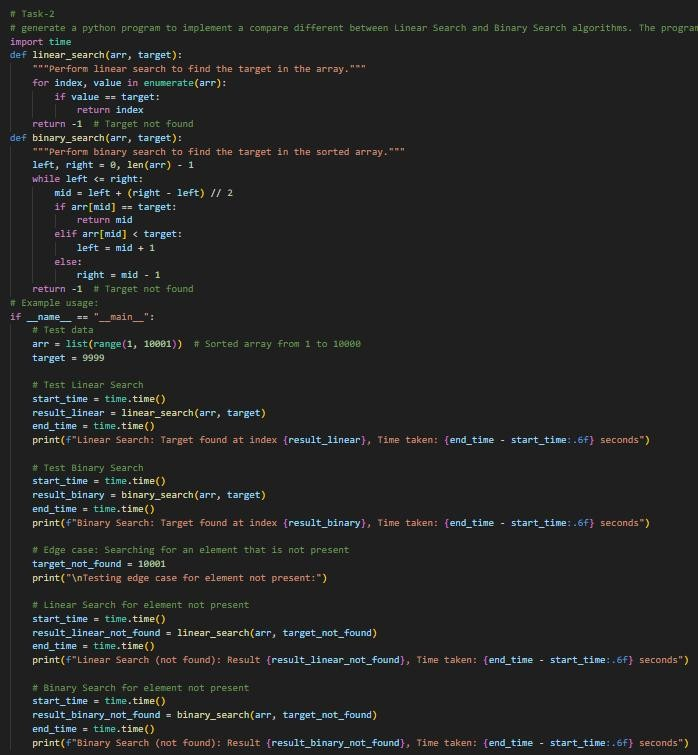 # Task-2
# generate a python program to implement a compare different between Linear Search and Binary Search algorithms. The program
import time
def linear_search(arr, target):
    """Perform linear search to find the target in the array."""
    for index, value in enumerate(arr):
        if value == target:
            return index
    return -1  # Target not found
def binary_search(arr, target):
    """Perform binary search to find the target in the sorted array."""
    left, right = 0, len(arr) - 1
    while left <= right:
        mid = left + (right - left) // 2
        if arr[mid] == target:
            return mid
        elif arr[mid] < target:
            left = mid + 1
        else:
            right = mid - 1
    return -1  # Target not found
# Example usage:
if __name__ == "__main__":
    # Test data
    arr = list(range(1, 10001))  # Sorted array from 1 to 10000
    target = 9999

    # Test Linear Search
    start_time = time.time()
    result_linear = linear_search(arr, target)
    end_time = time.time()
    print(f"Linear Search: Target found at index {result_linear}, Time taken: {end_time - start_time:.6f} seconds")

    # Test Binary Search
    start_time = time.time()
    result_binary = binary_search(arr, target)
    end_time = time.time()
    print(f"Binary Search: Target found at index {result_binary}, Time taken: {end_time - start_time:.6f} seconds")

    # Edge case: Searching for an element that is not present
    target_not_found = 10001
    print("\nTesting edge case for element not present:")

    # Linear Search for element not present
    start_time = time.time()
    result_linear_not_found = linear_search(arr, target_not_found)
    end_time = time.time()
    print(f"Linear Search (not found): Result {result_linear_not_found}, Time taken: {end_time - start_time:.6f} seconds")

    # Binary Search for element not present
    start_time = time.time()
    result_binary_not_found = binary_search(arr, target_not_found)
    end_time = time.time()
    print(f"Binary Search (not found): Result {result_binary_not_found}, Time taken: {end_time - start_time:.6f} seconds")